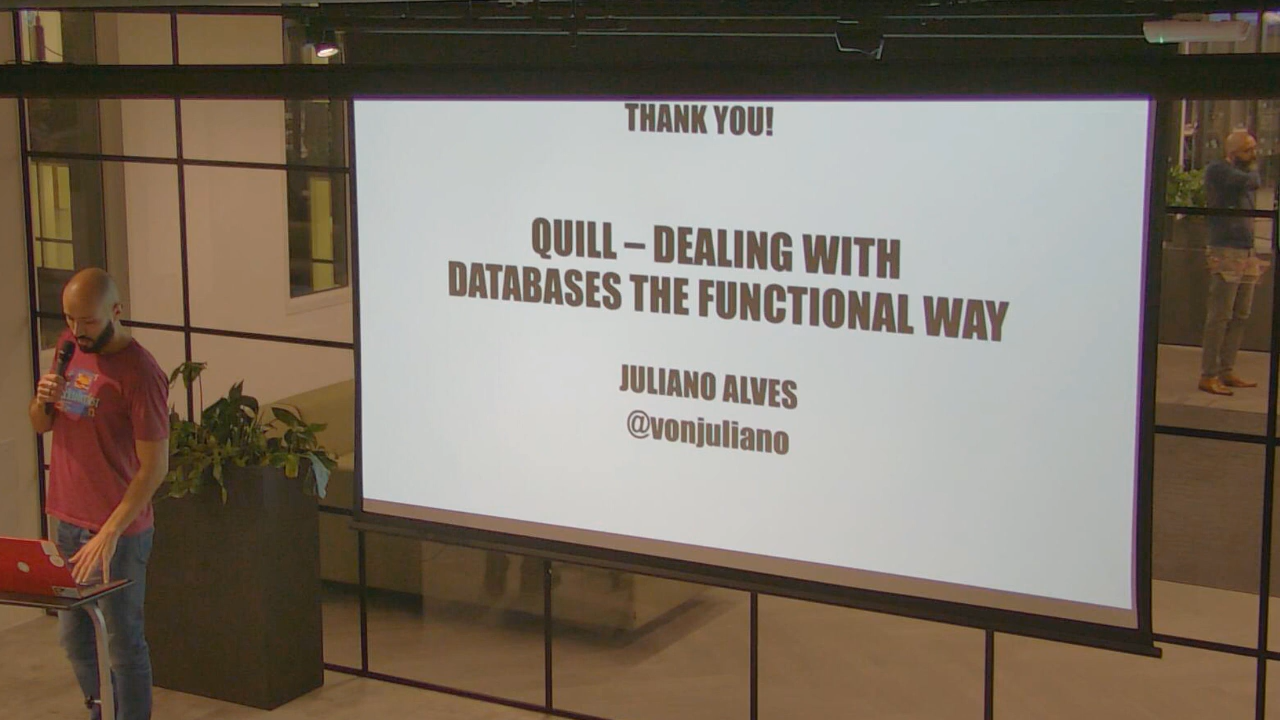 THANK YOU!
QUILL – DEALING WITH
DATABASES THE FUNCTIONAL WAY
JULIANO ALVES
@vonjuliano